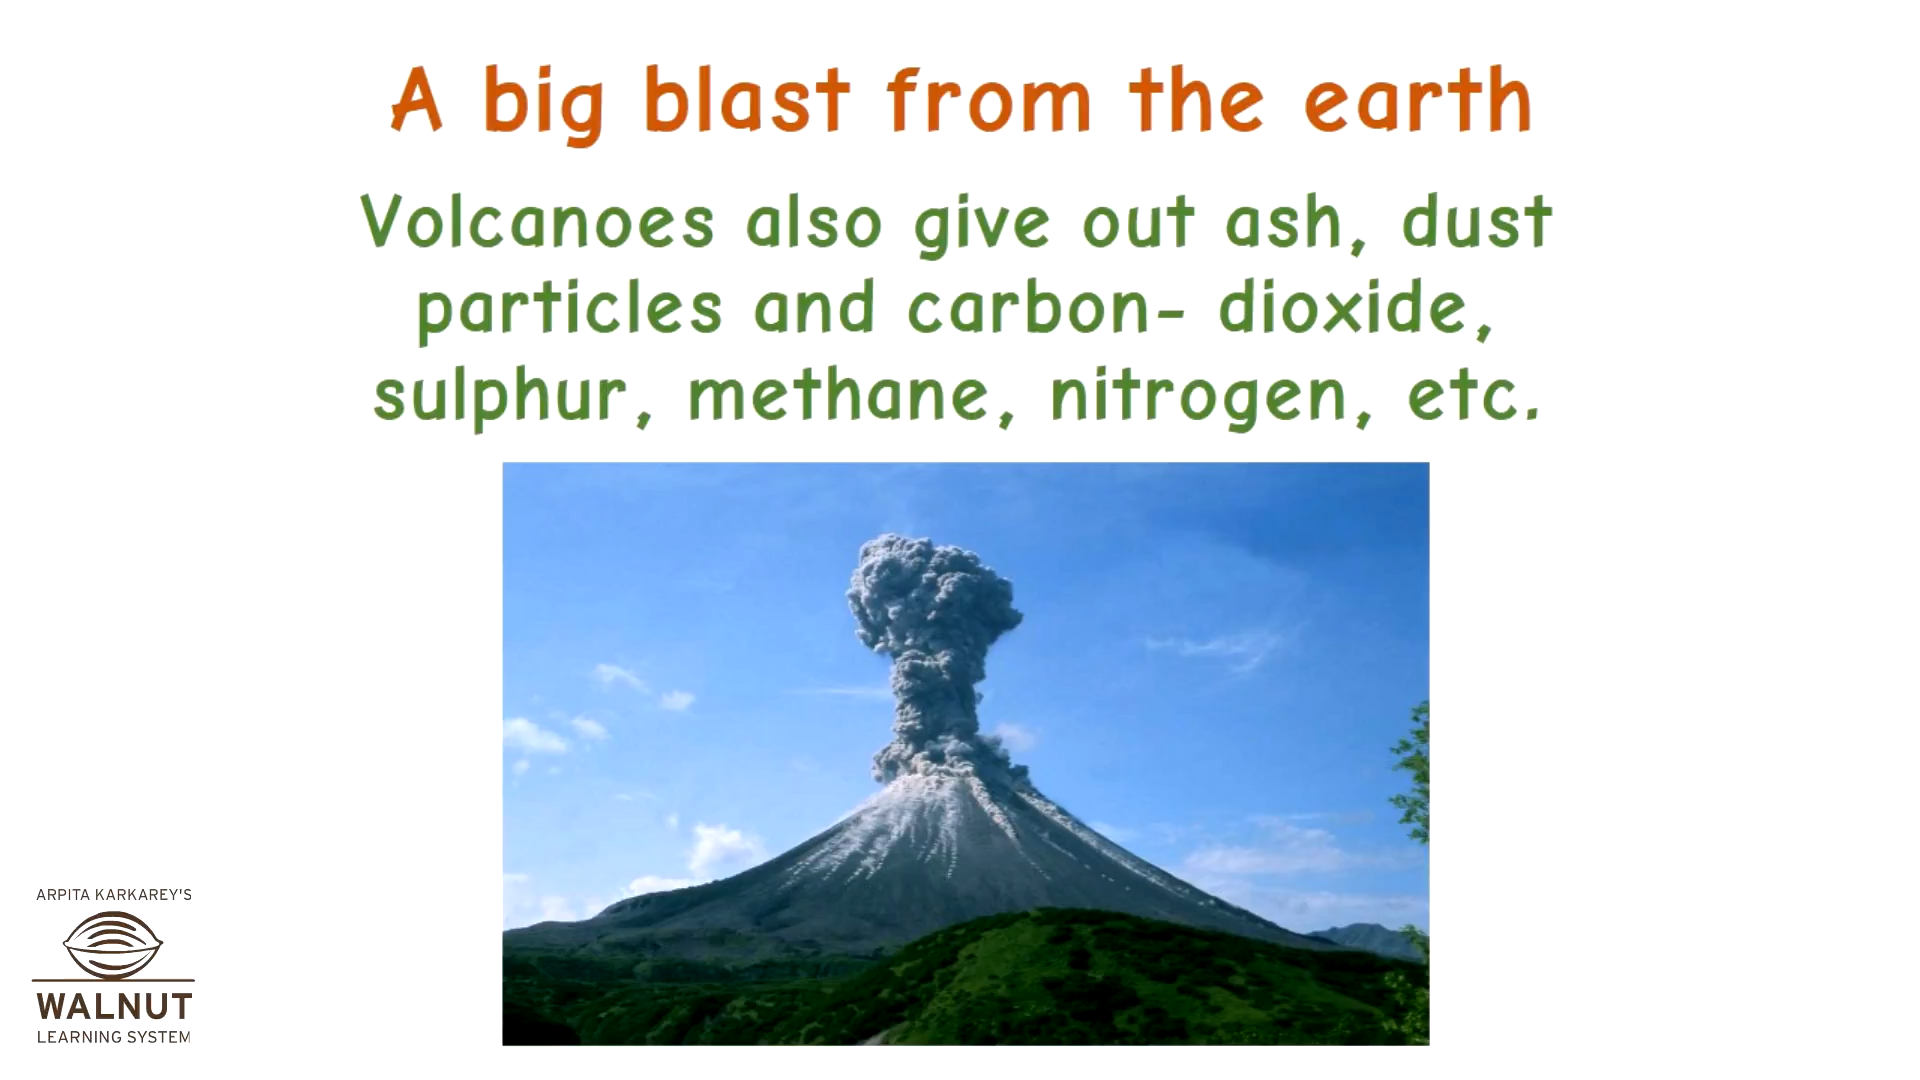 A big blast from the earth
Volcanoes also give out ash, dust
particles and carbon- dioxide,
sulphur, methane, nitrogen, etc.
ARPITA KARKAREY'S
WALNUT
LEARNING SYSTEM